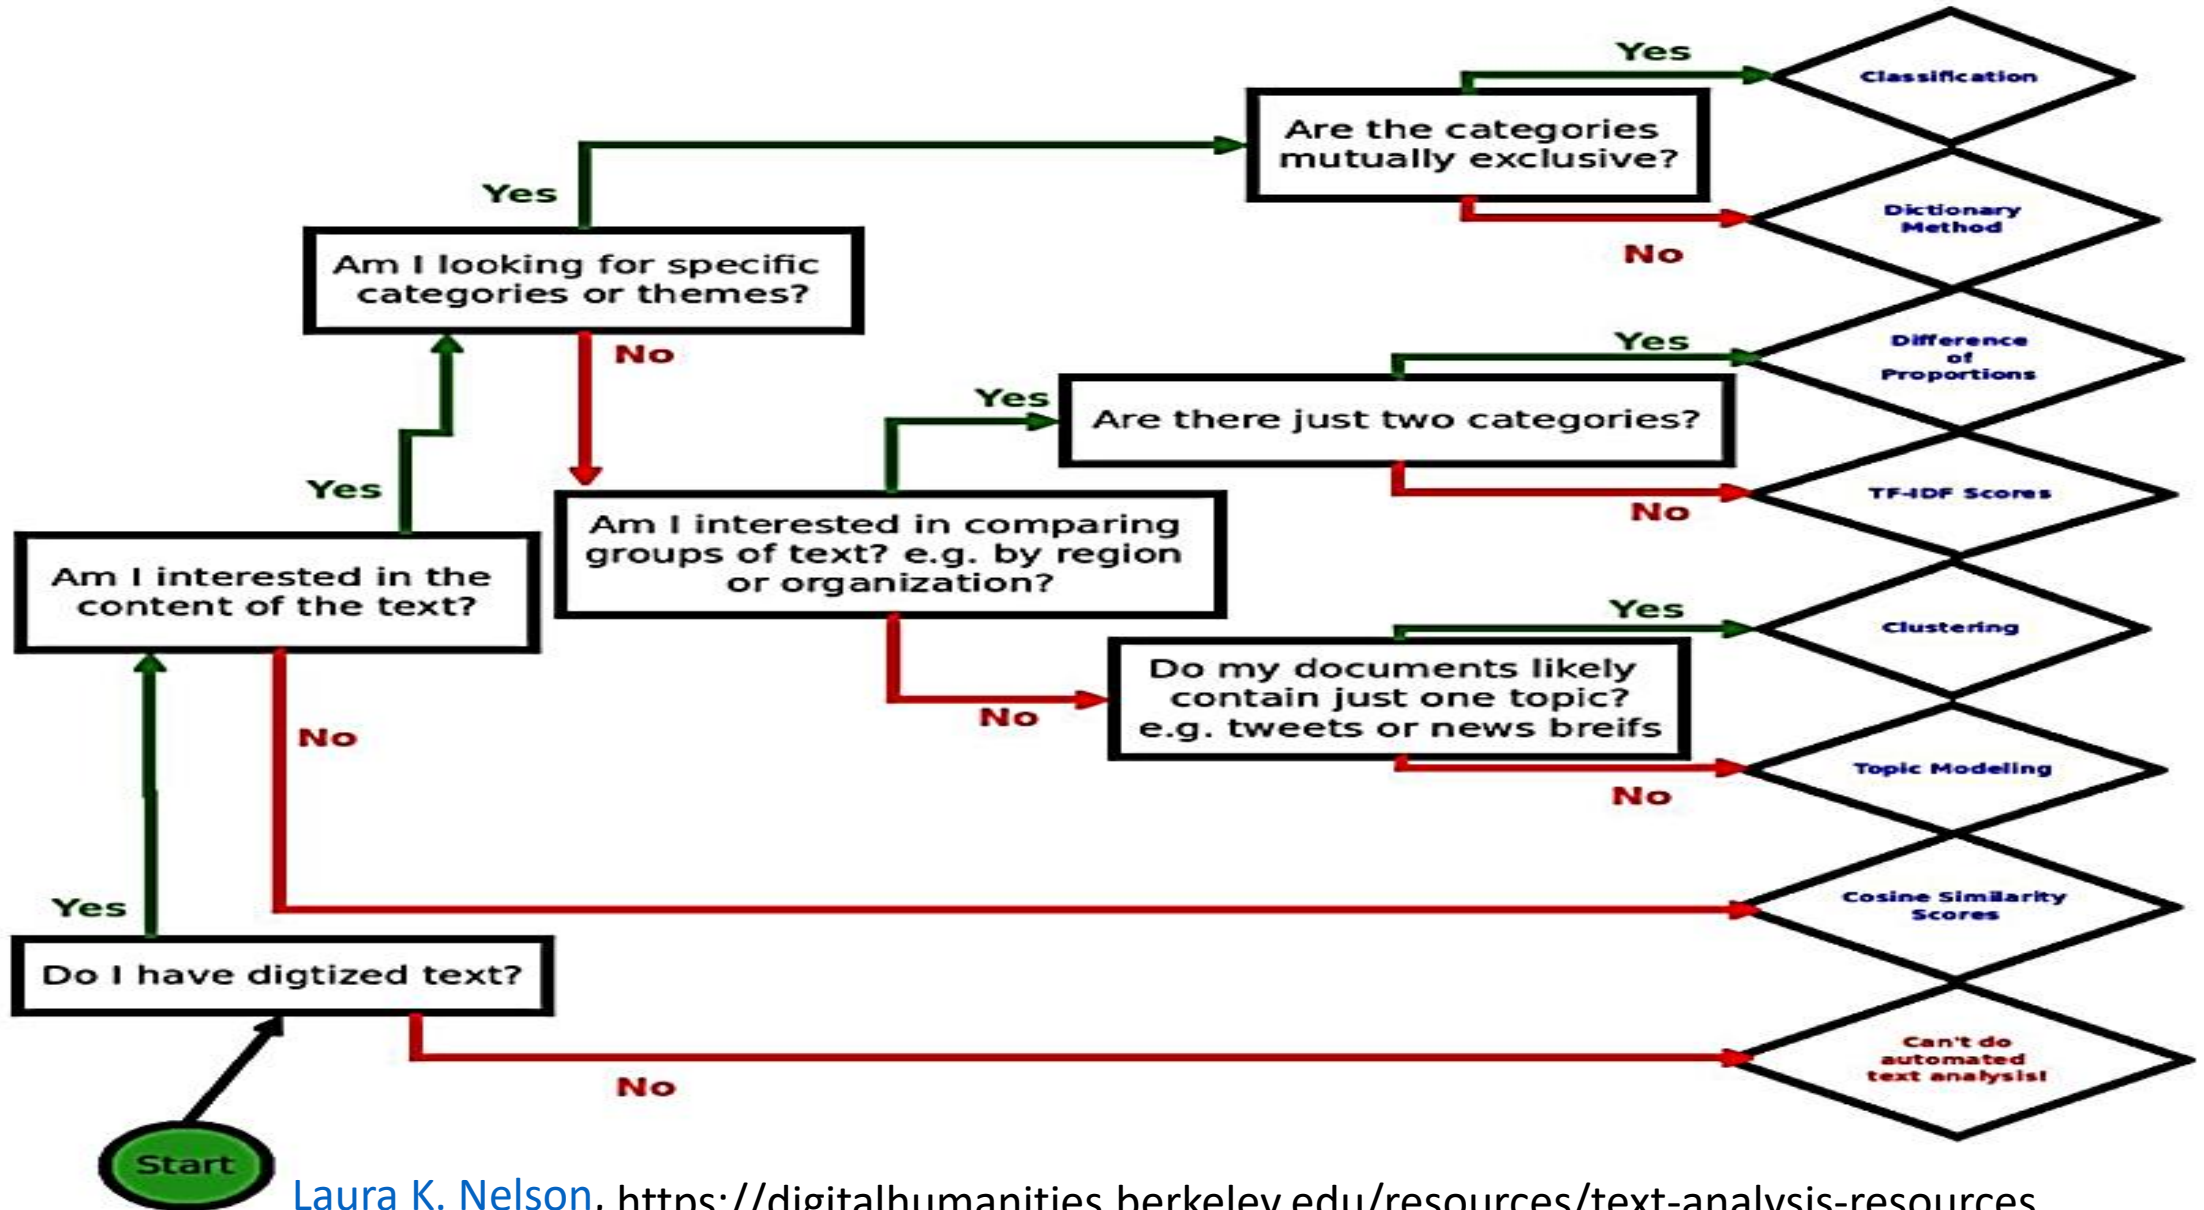 Yes
Classification
Are the categories
mutually exclusive?
Yes
Dictionary
Method
No
Am I looking for specific
categories or themes?
No
Yes
Difference
of
Proportions
Yes
Are there just two categories?
Yes
TF-IDF Scores
No
Am I interested in comparing
groups of text? e.g. by region
or organization?
Am I interested in the
content of the text?
Yes
Clustering
Do my documents likely
contain just one topic?
e.g. tweets or news breifs
No
No
Topic Modeling
No
Yes
Cosine Similarity
Scores
Do I have digtized text?
Can't do
automated
text analysis!
No
Start
Laura K. Nelson, https://digitalhumanities.berkeley.edu/resources/text-analysis-resources